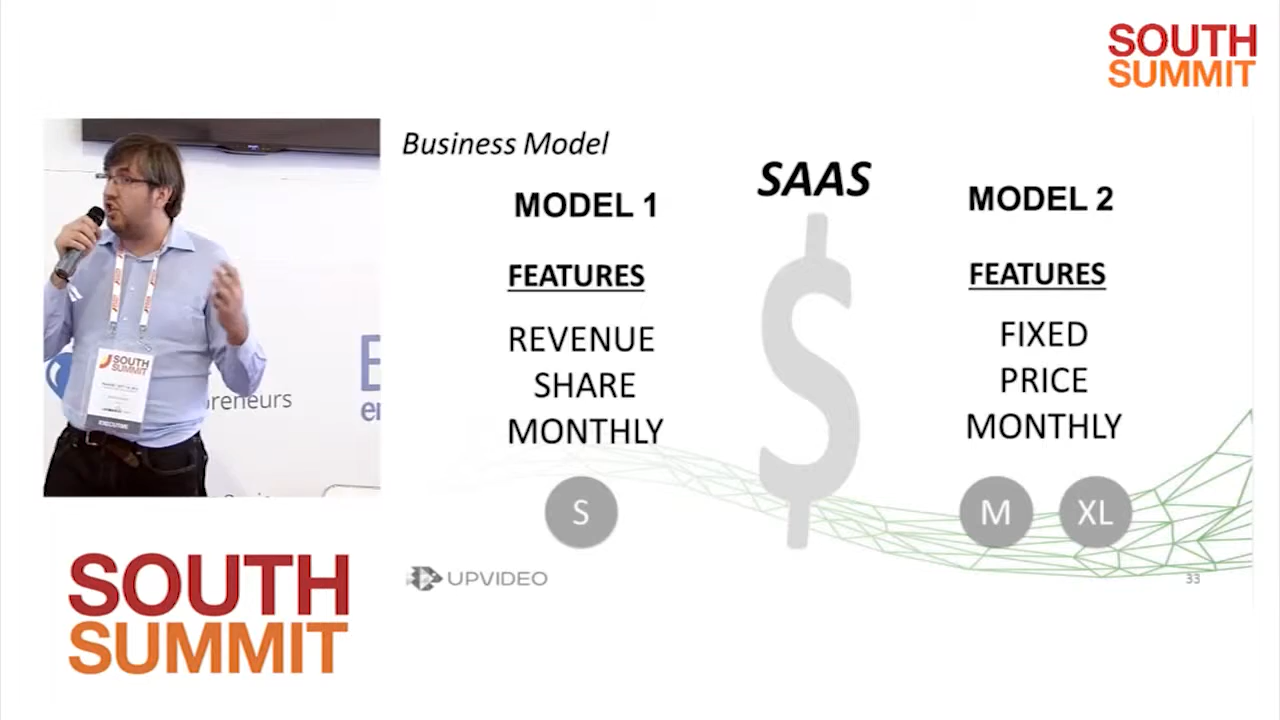 SOUTH
SUMMIT
Business Model
SAAS
MODEL 1
FEATURES
REVENUE
SHARE
MONTHLY
S
MODEL 2
FEATURES
FIXED
PRICE
MONTHLY
M XL
UPVIDEO
33
SOUTH
SUMMIT
EXECUTIVE
preneurs
E
SOUTH
SUMMIT